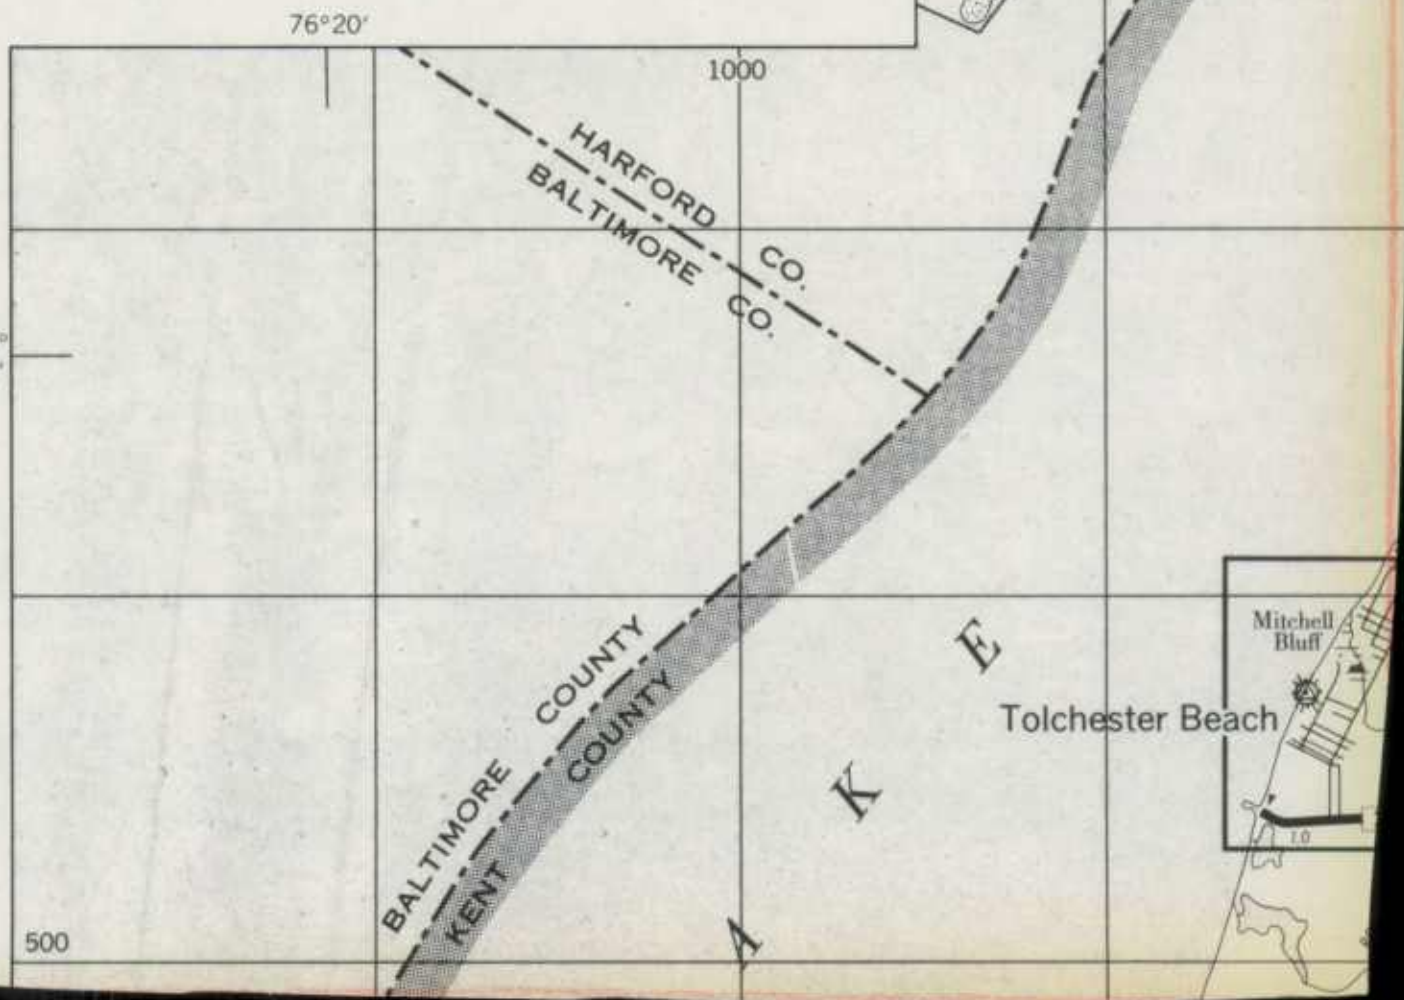 76°20'
1000
HARFORD CO.
BALTIMORE CO.
BALTIMORE COUNTY
KENT COUNTY
E
K
A
Mitchell
Bluff
Tolchester Beach
1.0
500